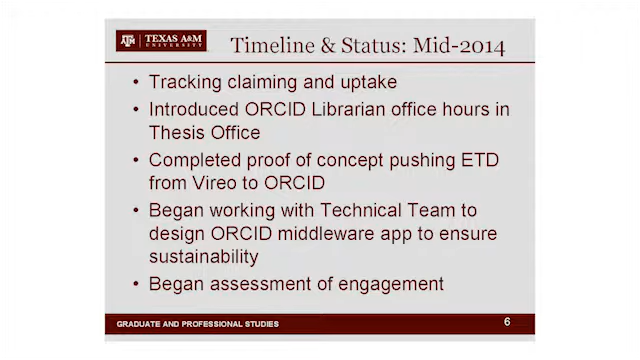 TEXAS A&M
UNIVERSITY
Timeline & Status: Mid-2014
• Tracking claiming and uptake
• Introduced ORCID Librarian office hours in
Thesis Office
• Completed proof of concept pushing ETD
from Vireo to ORCID
• Began working with Technical Team to
design ORCID middleware app to ensure
sustainability
• Began assessment of engagement
GRADUATE AND PROFESSIONAL STUDIES
6